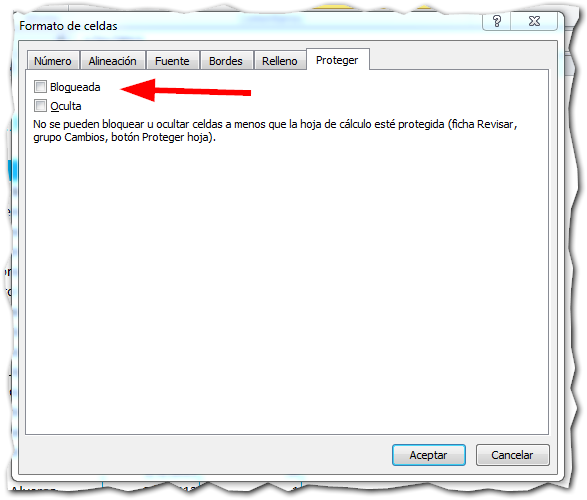 Formato de celdas
Número
Alineación
Fuente
Bordes
Relleno
Proteger
Bloqueada
Oculta
No se pueden bloquear u ocultar celdas a menos que la hoja de cálculo esté protegida (ficha Revisar,
grupo Cambios, botón Proteger hoja).
Aceptar
Cancelar